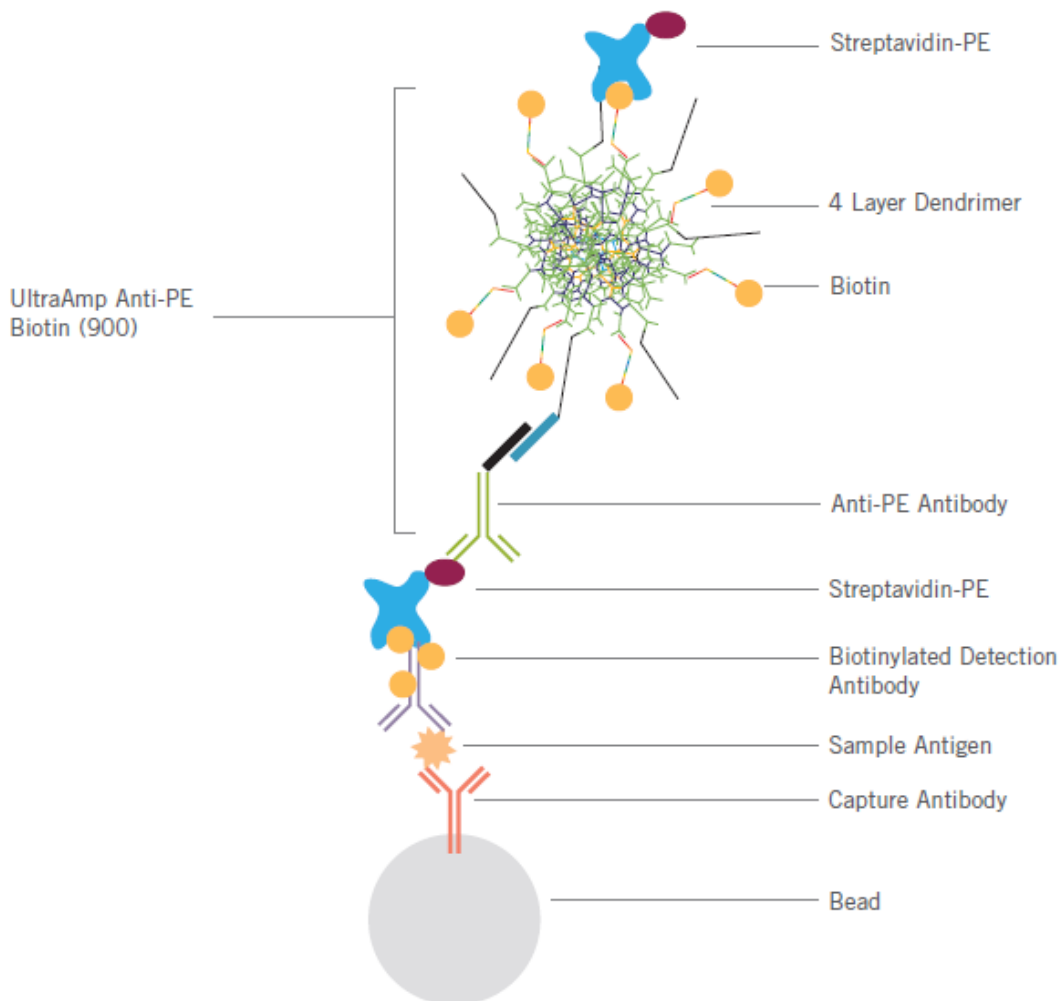 Streptavidin-PE
4 Layer Dendrimer
Biotin
UltraAmp Anti-PE
Biotin (900)
Anti-PE Antibody
Streptavidin-PE
Biotinylated Detection
Antibody
Sample Antigen
Capture Antibody
Bead